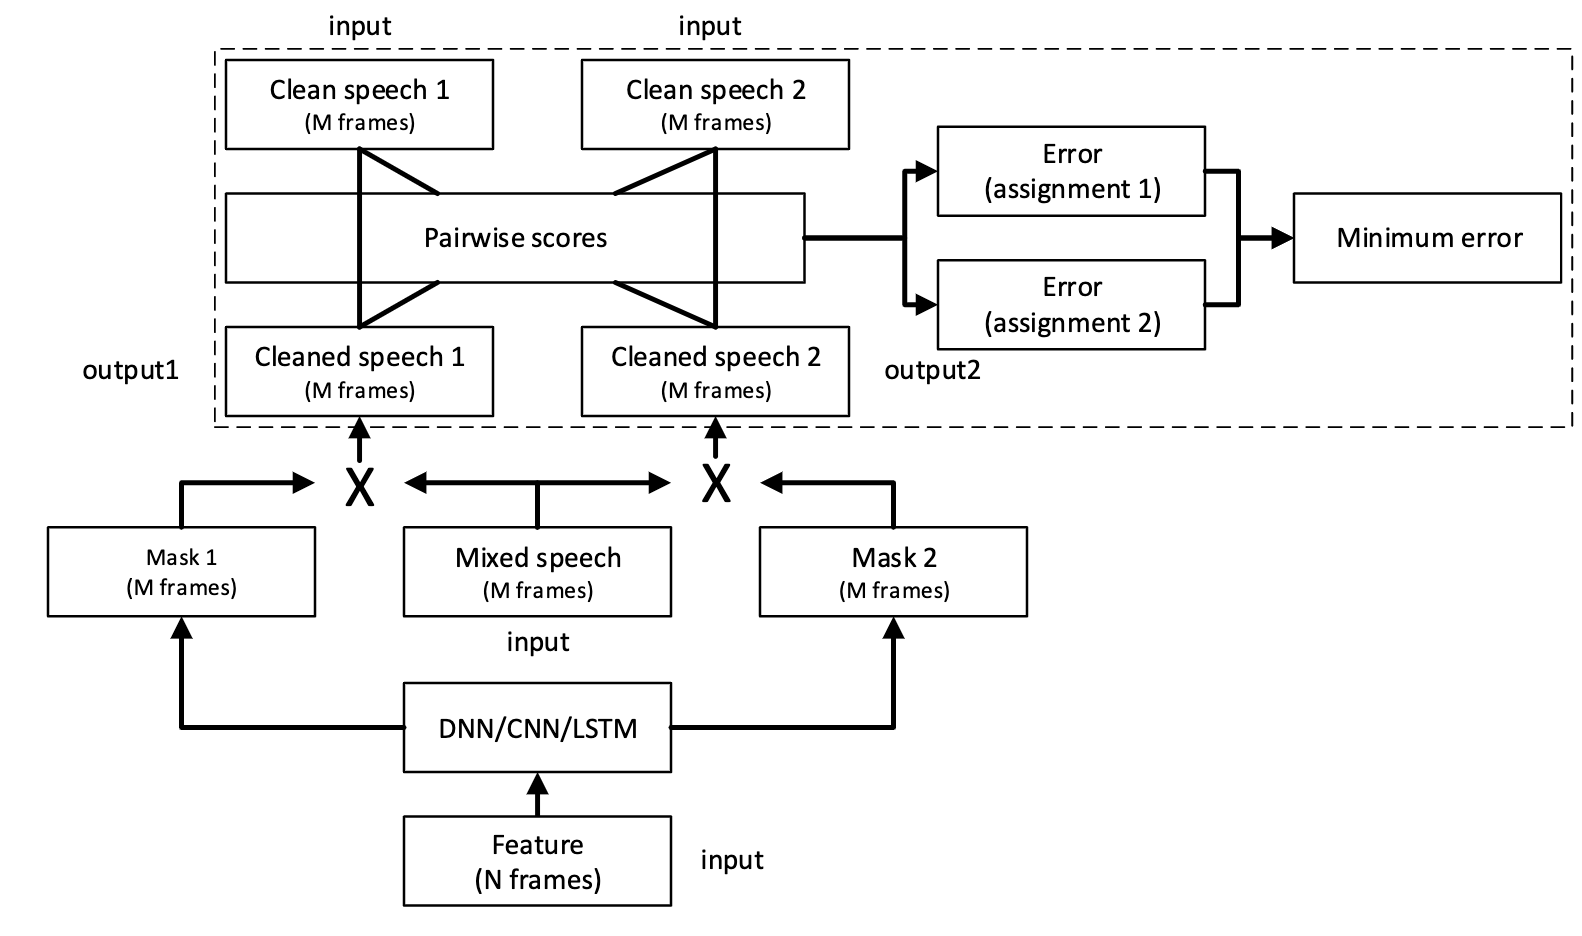 input
input
Clean speech 1
(M frames)
Clean speech 2
(M frames)
Pairwise scores
Error
(assignment 1)
Error
(assignment 2)
Minimum error
output1
Cleaned speech 1
(M frames)
Cleaned speech 2
(M frames)
output2
X
X
Mask 1
(M frames)
Mixed speech
(M frames)
Mask 2
(M frames)
input
DNN/CNN/LSTM
Feature
(N frames)
input